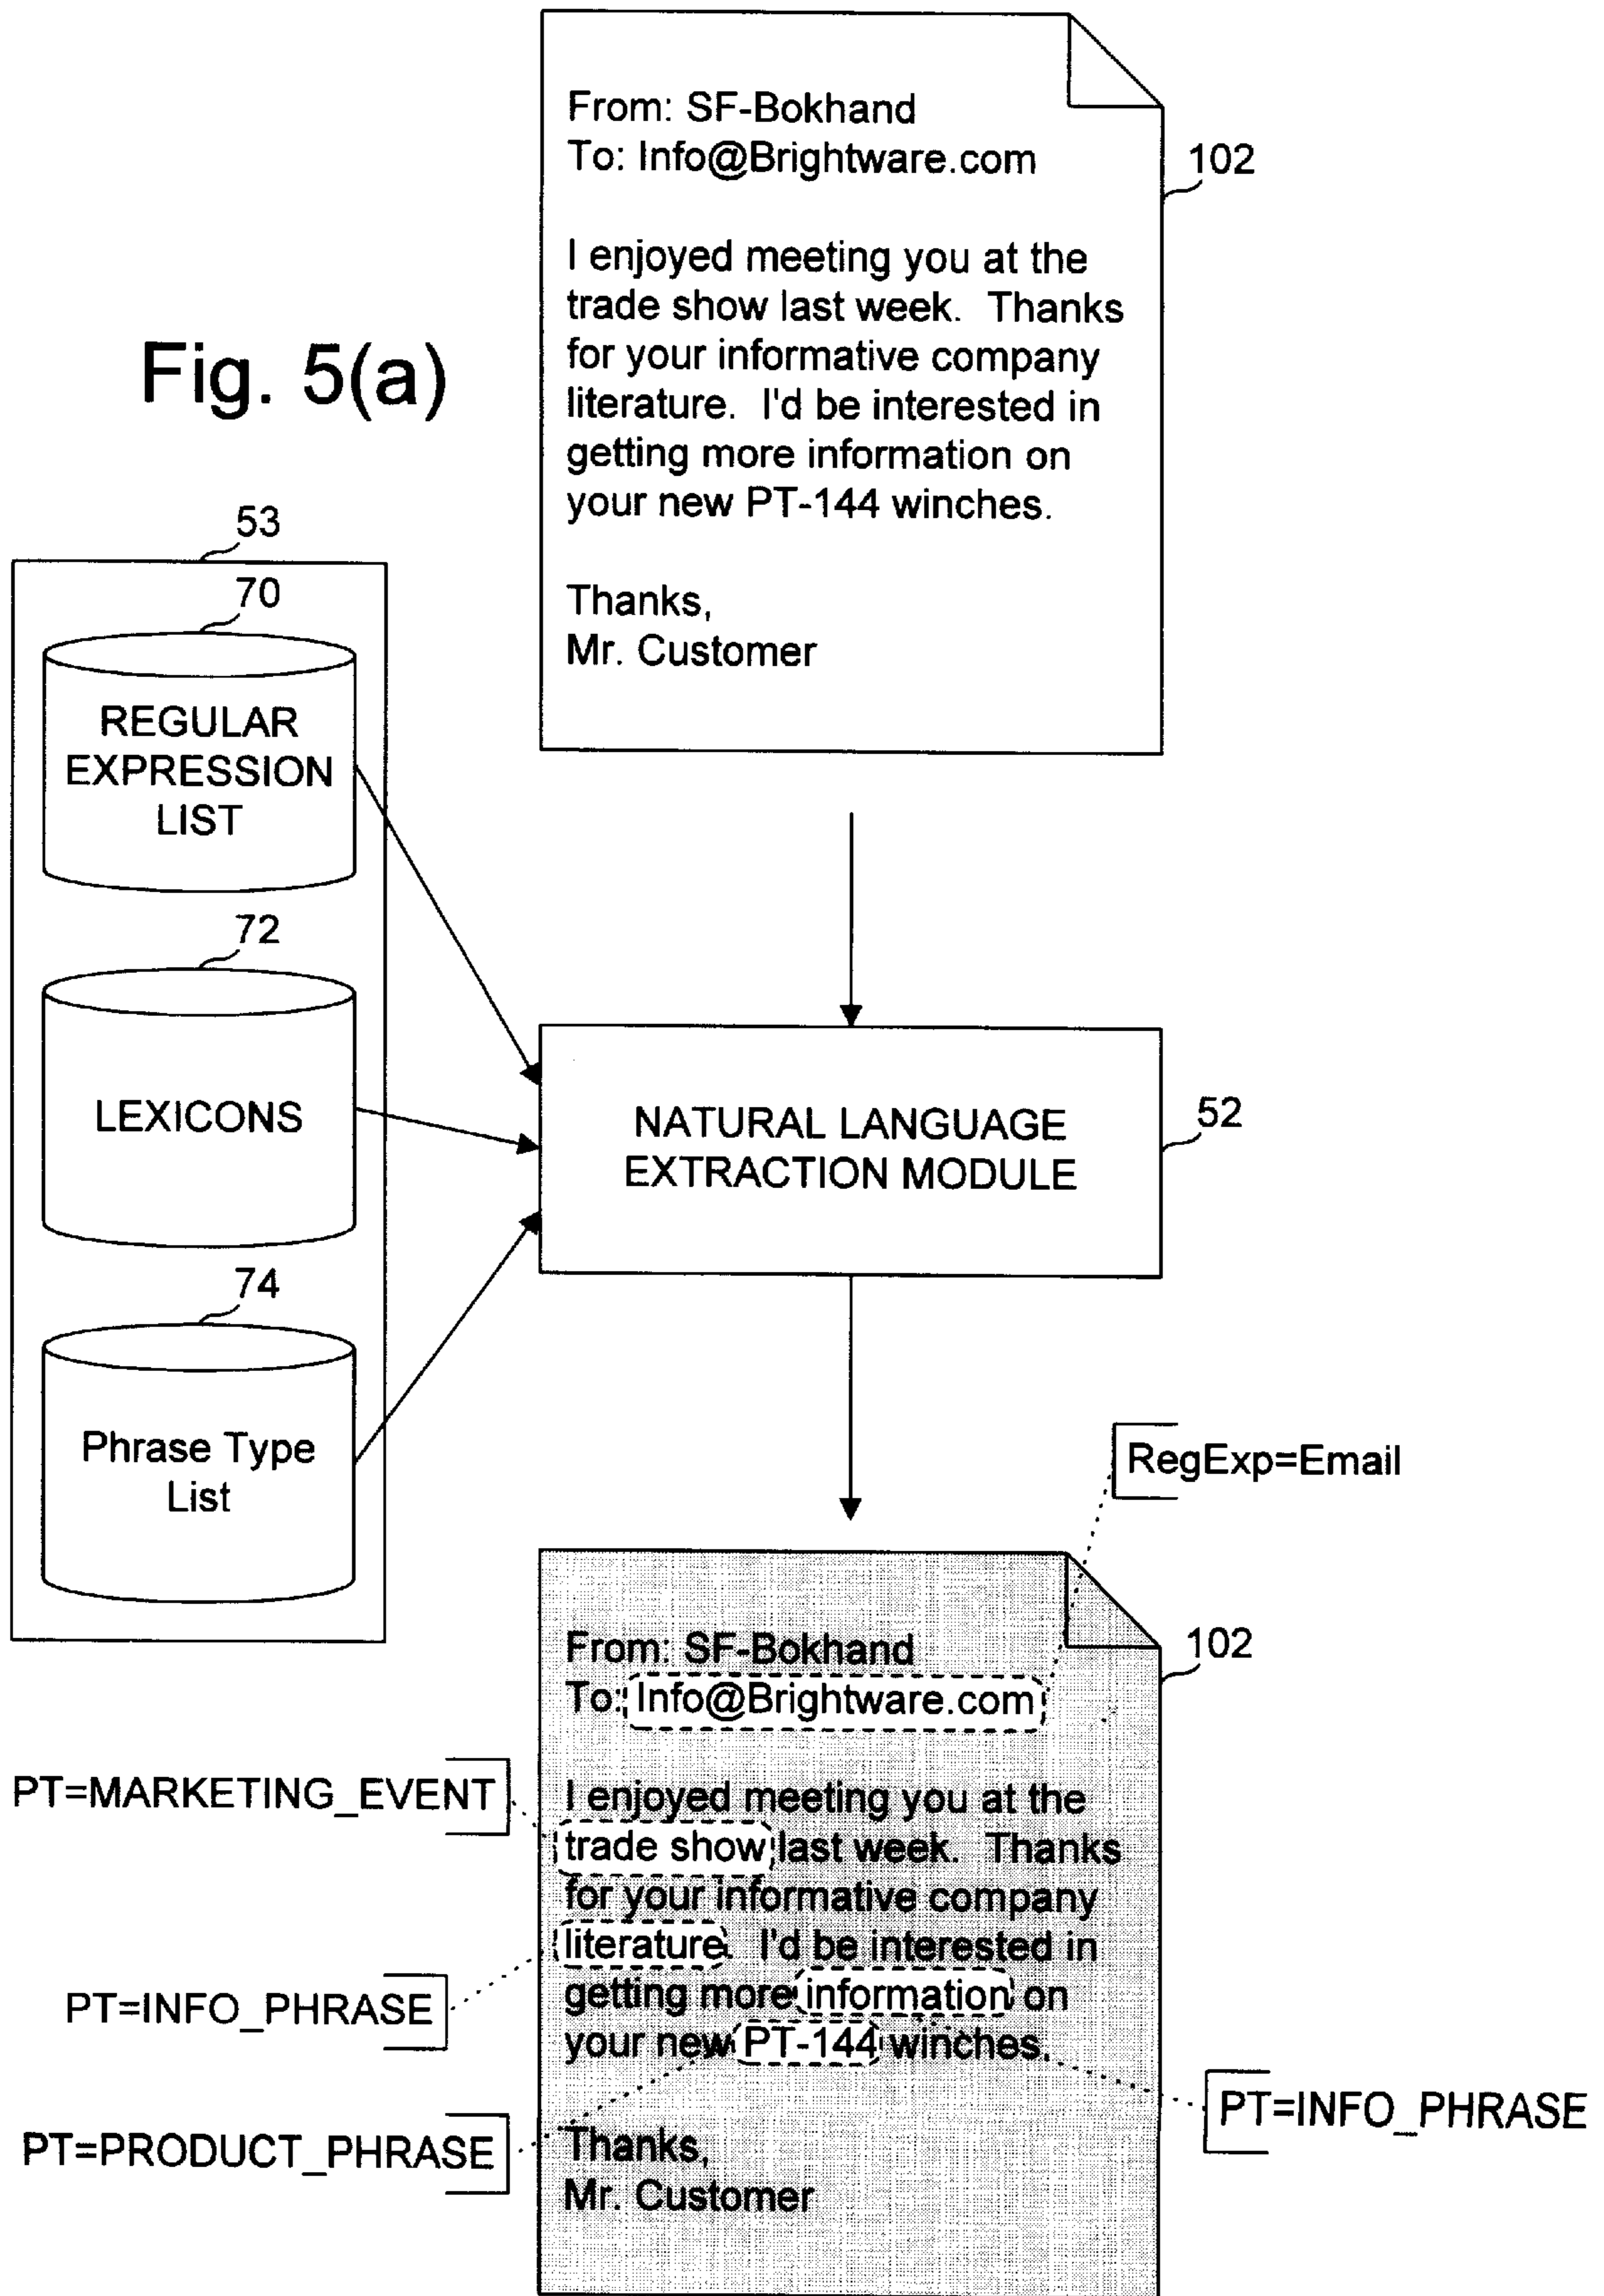 From: SF-Bokhand
To: Info@Brightware.com
102
I enjoyed meeting you at the
trade show last week.  Thanks
for your informative company
literature.  I'd be interested in
getting more information on
your new PT-144 winches.
Thanks,
Mr. Customer
Fig. 5(a)
53
70
REGULAR
EXPRESSION
LIST
72
LEXICONS
74
Phrase Type
List
NATURAL LANGUAGE
EXTRACTION MODULE
52
RegExp=Email
From: SF-Bokhand
To: Info@Brightware.com
102
PT=MARKETING_EVENT
I enjoyed meeting you at the
trade show last week.  Thanks
for your informative company
literature.  I'd be interested in
getting more information on
your new PT-144 winches.
PT=INFO_PHRASE
PT=INFO_PHRASE
PT=PRODUCT_PHRASE
Thanks,
Mr. Customer